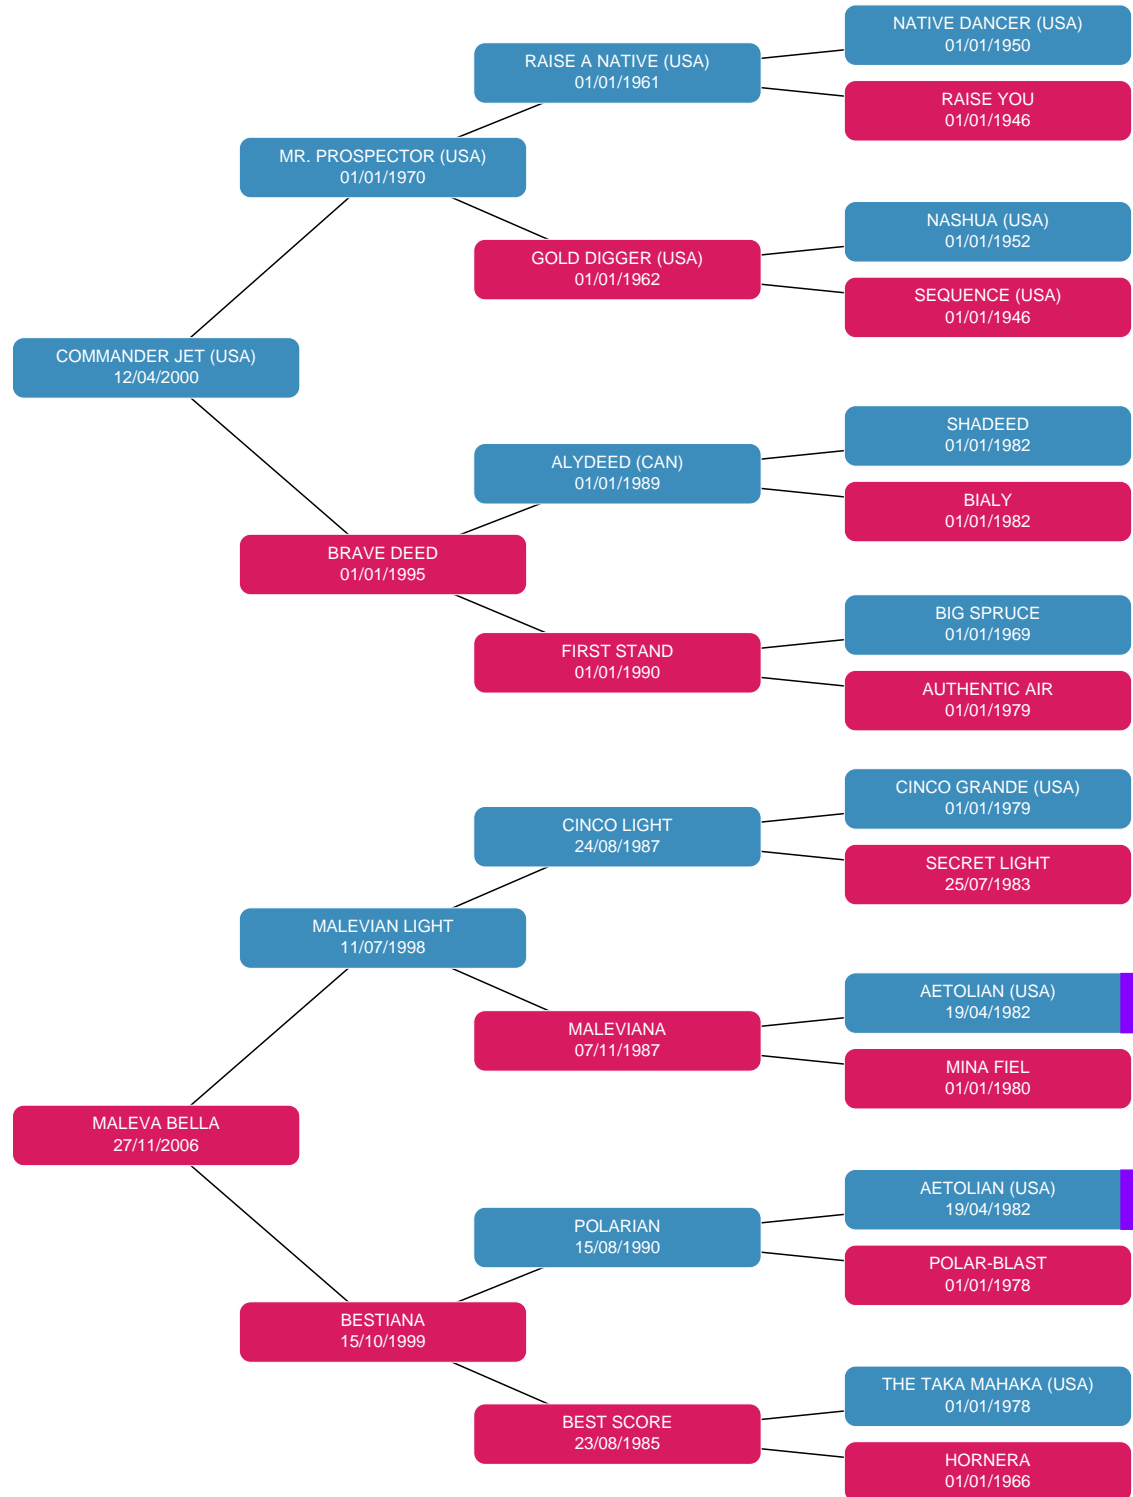 NATIVE DANCER (USA)
01/01/1950
RAISE A NATIVE (USA)
01/01/1961
RAISE YOU
01/01/1946
MR. PROSPECTOR (USA)
01/01/1970
NASHUA (USA)
01/01/1952
GOLD DIGGER (USA)
01/01/1962
SEQUENCE (USA)
01/01/1946
COMMANDER JET (USA)
12/04/2000
SHADEED
01/01/1982
ALYDEED (CAN)
01/01/1989
BIALY
01/01/1982
BRAVE DEED
01/01/1995
BIG SPRUCE
01/01/1969
FIRST STAND
01/01/1990
AUTHENTIC AIR
01/01/1979
CINCO GRANDE (USA)
01/01/1979
CINCO LIGHT
24/08/1987
SECRET LIGHT
25/07/1983
MALEVIAN LIGHT
11/07/1998
AETOLIAN (USA)
19/04/1982
MALEVIANA
07/11/1987
MINA FIEL
01/01/1980
MALEVA BELLA
27/11/2006
AETOLIAN (USA)
19/04/1982
POLARIAN
15/08/1990
POLAR-BLAST
01/01/1978
BESTIANA
15/10/1999
THE TAKA MAHAKA (USA)
01/01/1978
BEST SCORE
23/08/1985
HORNERA
01/01/1966